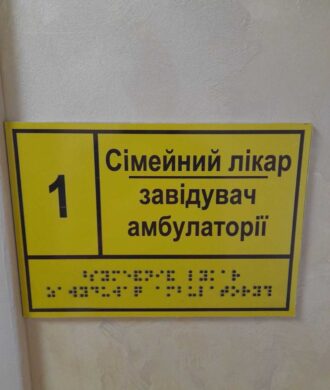 1
Сімейний лікар
завідувач
амбулаторії